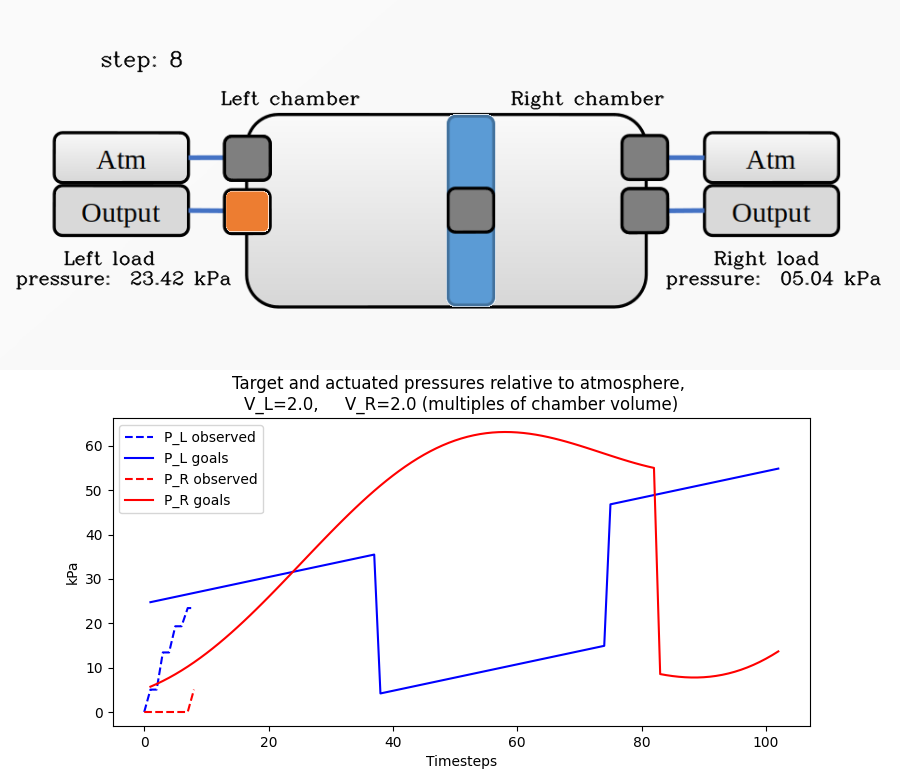 step: 8
Left chamber
Right chamber
Atm
Atm
Output
Output
Left load
pressure: 23.42 kPa
Right load
pressure: 05.04 kPa
Target and actuated pressures relative to atmosphere,
V_L=2.0, V_R=2.0 (multiples of chamber volume)
P_L observed
P_L goals
P_R observed
P_R goals
kPa
60
50
40
30
20
10
0
0 20 40 60 80 100
Timesteps